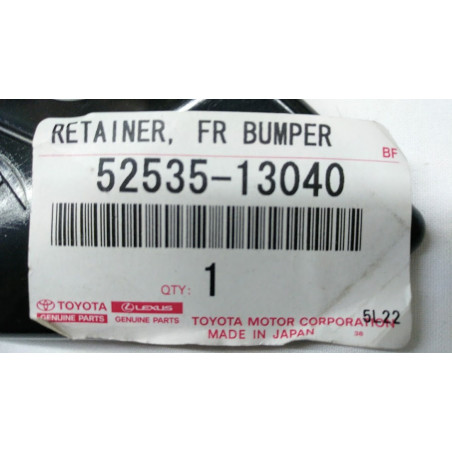 RETAINER, FR BUMPER
BF
52535-13040
QTY: 1
TOYOTA LEXUS
GENUINE PARTS GENUINE PARTS
TOYOTA MOTOR CORPORATION
5L22
MADE IN JAPAN
36